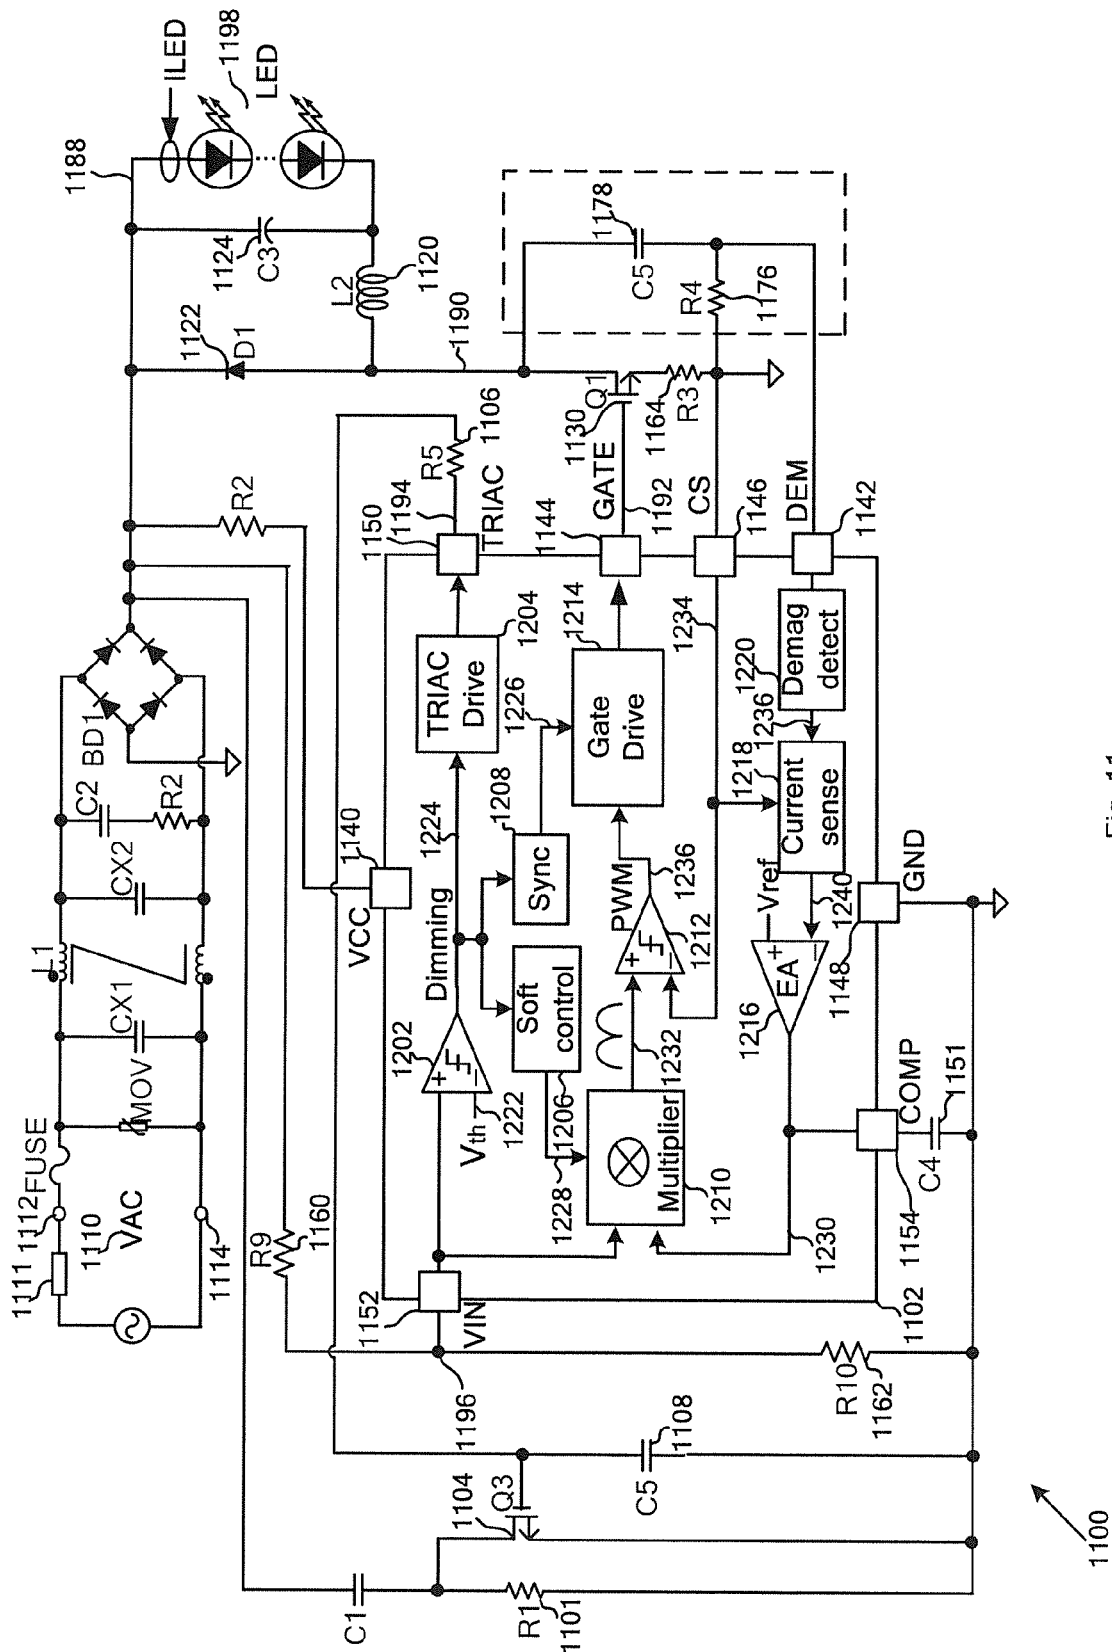 1111
1112
FUSE
1110
VAC
1114
MOV
CX1
L1
CX2
C2
R2
BD1
R2
1188
ILED
1198
LED
1124
C3
L2
1120
1122
D1
1190
R9
1160
VCC
1140
1150
1194
R5
1106
TRIAC
1152
VIN
1196
1202
+
−
Vth
1222
Dimming
1224
TRIAC
Drive
1204
Soft
control
1206
1228
Sync
1208
1226
Gate
Drive
1214
1144
GATE
1192
1130
Q1
1164
R3
C5
1178
R4
1176
CS
1146
DEM
1142
Multiplier
1210
1232
PWM
+
−
1236
1212
1234
Demag
detect
1220
1236
Current
sense
1218
Vref
1240
EA
+
−
1216
1230
1148
GND
COMP
1154
C4
1151
1102
R10
1162
C5
1108
Q3
1104
C1
R1
1101
1100
Fig. 11